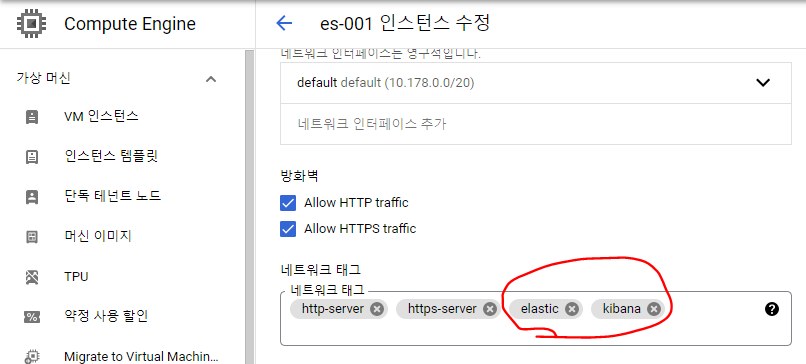 Compute Engine
es-001 인스턴스 수정
가상 머신
VM 인스턴스
인스턴스 템플릿
단독 테넌트 노드
머신 이미지
TPU
약정 사용 할인
Migrate to Virtual Machin...
네트워크 인터페이스는 영구적입니다.
default default (10.178.0.0/20)
네트워크 인터페이스 추가
방화벽
Allow HTTP traffic
Allow HTTPS traffic
네트워크 태그
네트워크 태그
http-server https-server elastic kibana